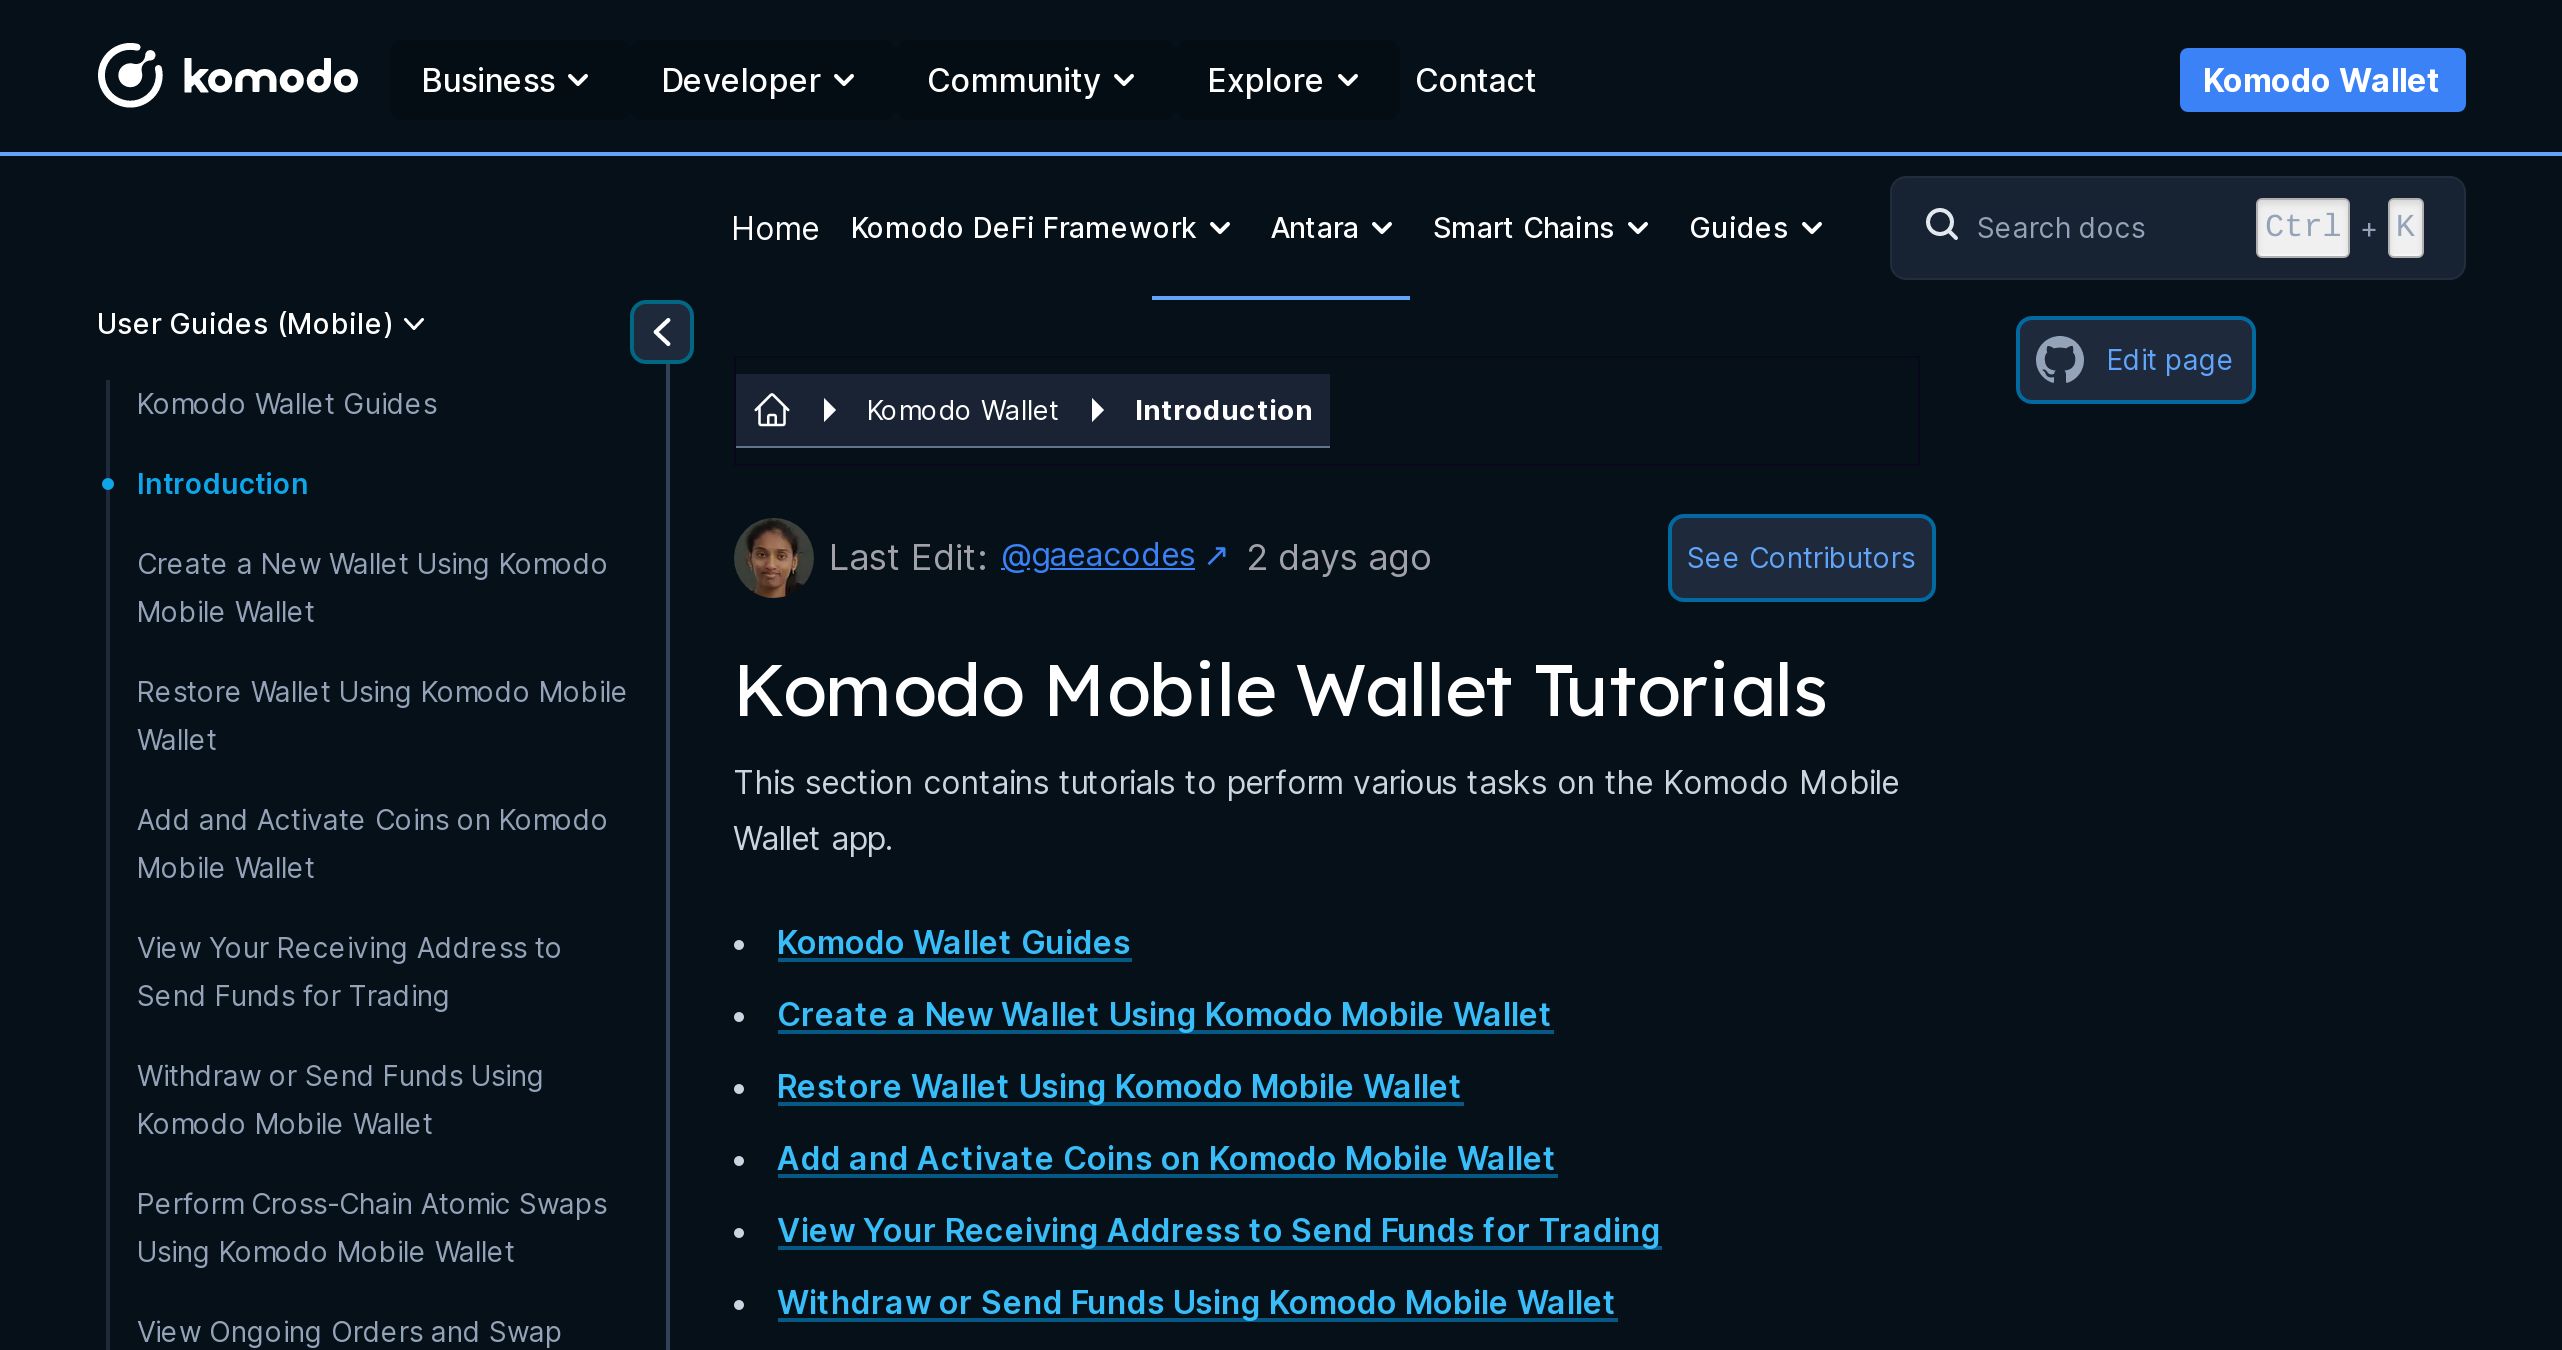 komodo
Business
Developer
Community
Explore
Contact
Komodo Wallet
Home
Komodo DeFi Framework
Antara
Smart Chains
Guides
Search docs
Ctrl + K
User Guides (Mobile)
Komodo Wallet Guides
Introduction
Create a New Wallet Using Komodo
Mobile Wallet
Restore Wallet Using Komodo Mobile
Wallet
Add and Activate Coins on Komodo
Mobile Wallet
View Your Receiving Address to
Send Funds for Trading
Withdraw or Send Funds Using
Komodo Mobile Wallet
Perform Cross-Chain Atomic Swaps
Using Komodo Mobile Wallet
View Ongoing Orders and Swap
Komodo Wallet
Introduction
Edit page
Last Edit: @gaeacodes ↗ 2 days ago
See Contributors
Komodo Mobile Wallet Tutorials
This section contains tutorials to perform various tasks on the Komodo Mobile
Wallet app.
• Komodo Wallet Guides
• Create a New Wallet Using Komodo Mobile Wallet
• Restore Wallet Using Komodo Mobile Wallet
• Add and Activate Coins on Komodo Mobile Wallet
• View Your Receiving Address to Send Funds for Trading
• Withdraw or Send Funds Using Komodo Mobile Wallet